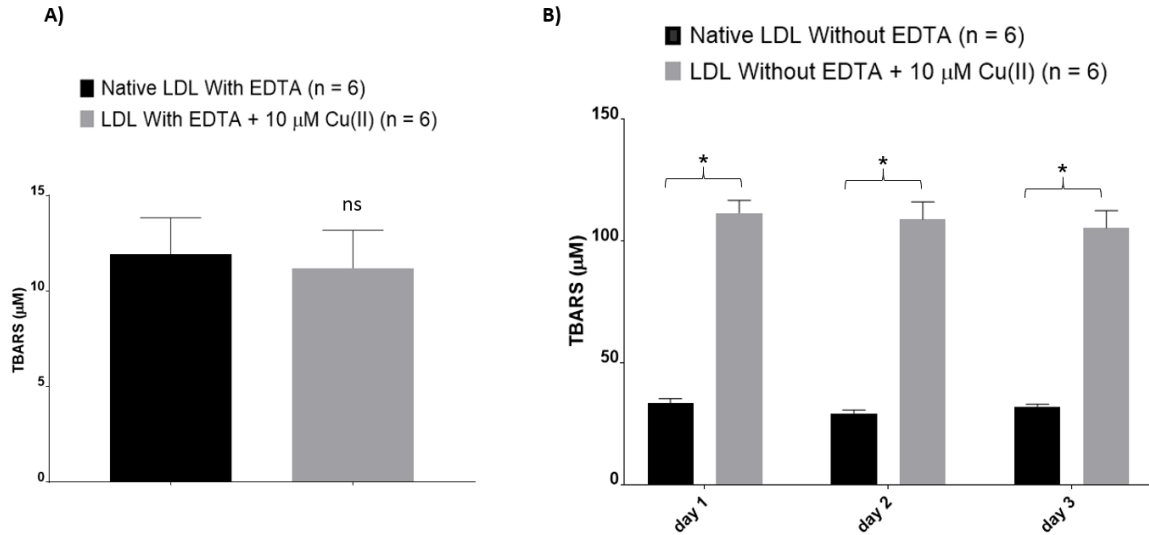 A)
Native LDL With EDTA (n = 6)
LDL With EDTA + 10 μM Cu(II) (n = 6)
TBARS (μM)
15
10
5
0
ns
B)
Native LDL Without EDTA (n = 6)
LDL Without EDTA + 10 μM Cu(II) (n = 6)
TBARS (μM)
150
100
50
0
* * *
day 1 day 2 day 3